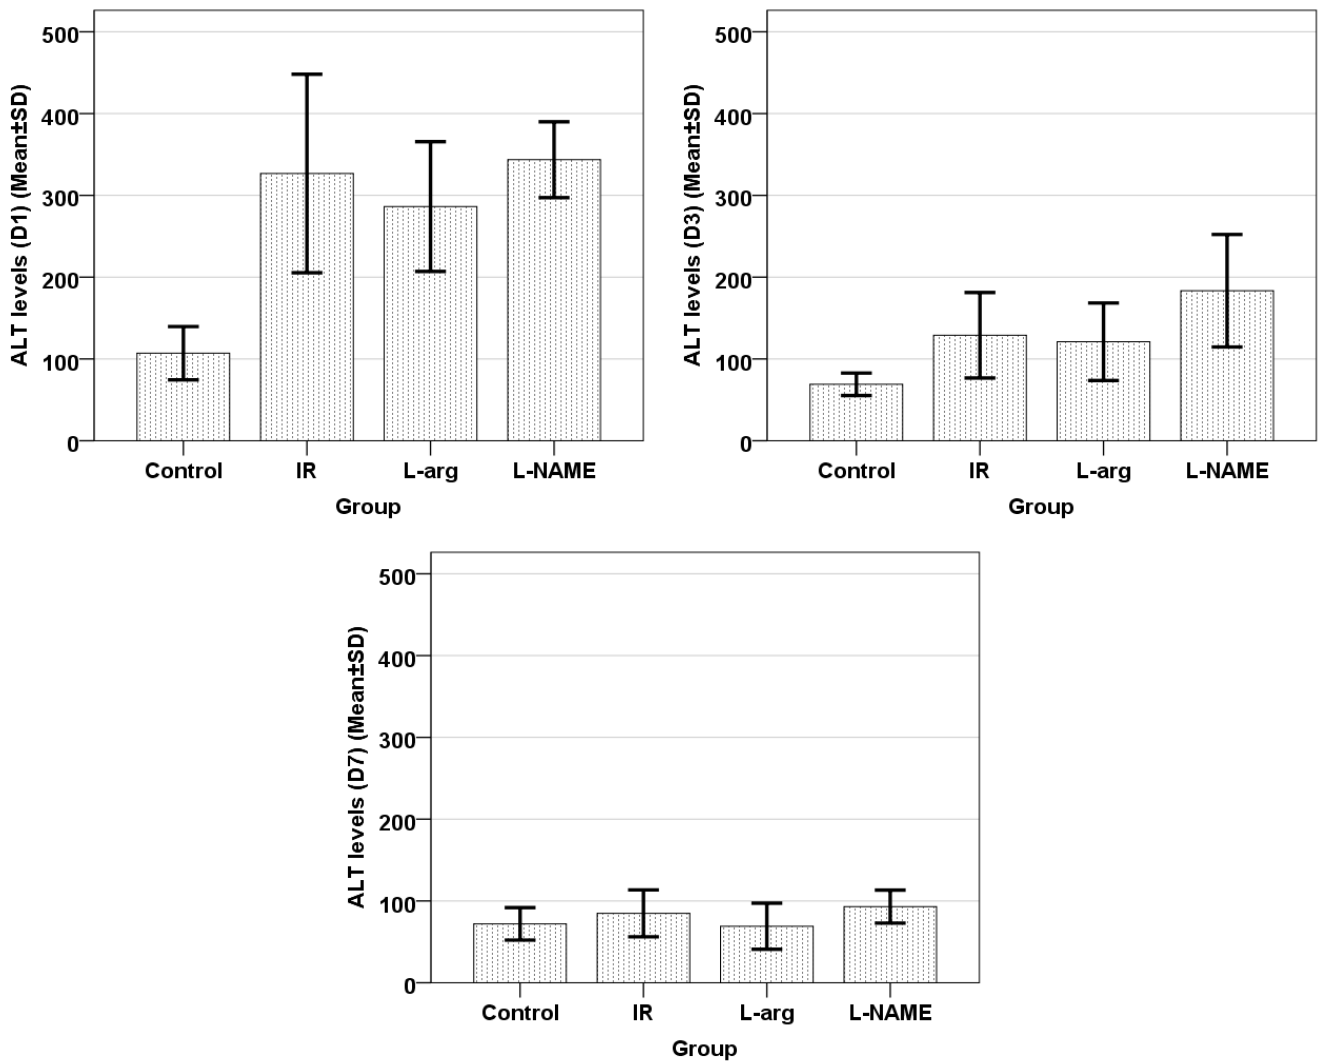 ALT levels (D1) (Mean±SD)
500
400
300
200
100
0
Control IR L-arg L-NAME
Group
ALT levels (D3) (Mean±SD)
500
400
300
200
100
0
Control IR L-arg L-NAME
Group
ALT levels (D7) (Mean±SD)
500
400
300
200
100
0
Control IR L-arg L-NAME
Group